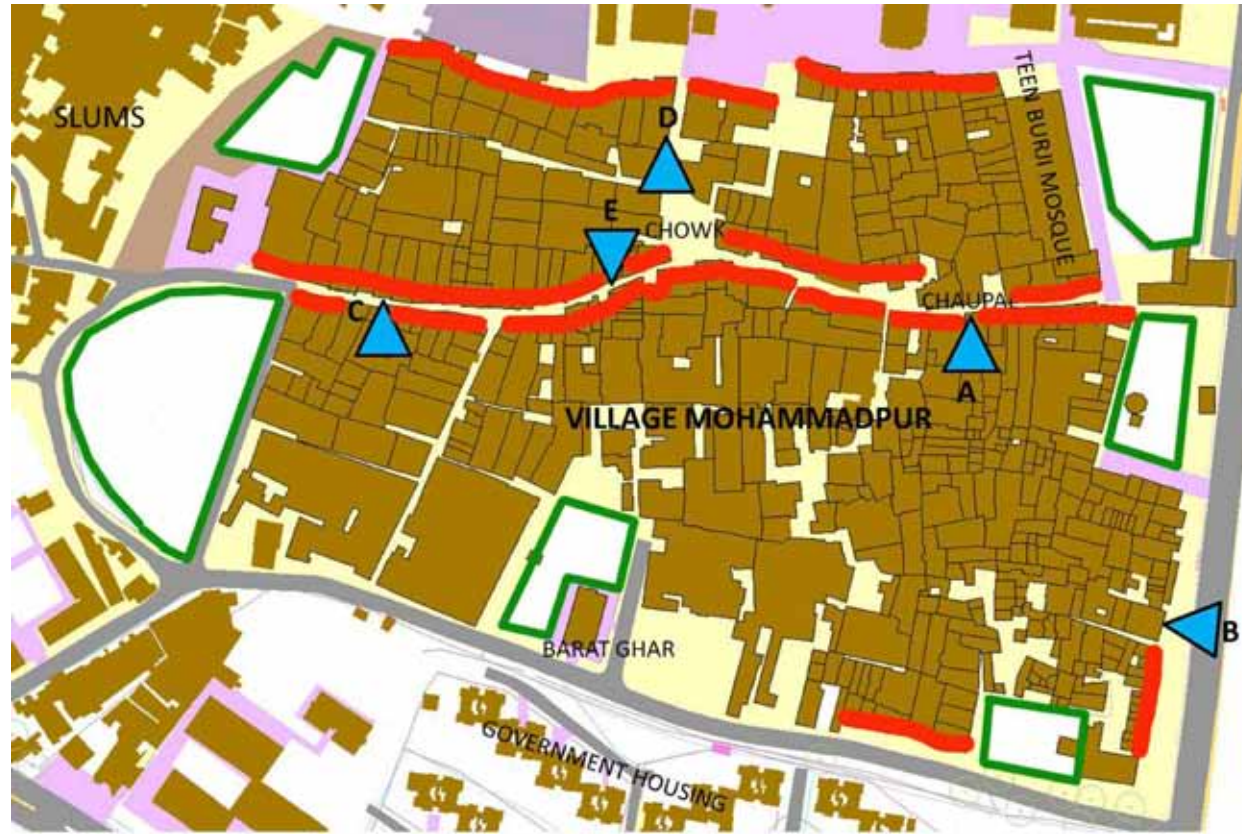 SLUMS
TEEN BURJI MOSQUE
D
E
CHOWK
C
CHAUPAL
A
VILLAGE MOHAMMADPUR
B
BARAT GHAR
GOVERNMENT HOUSING